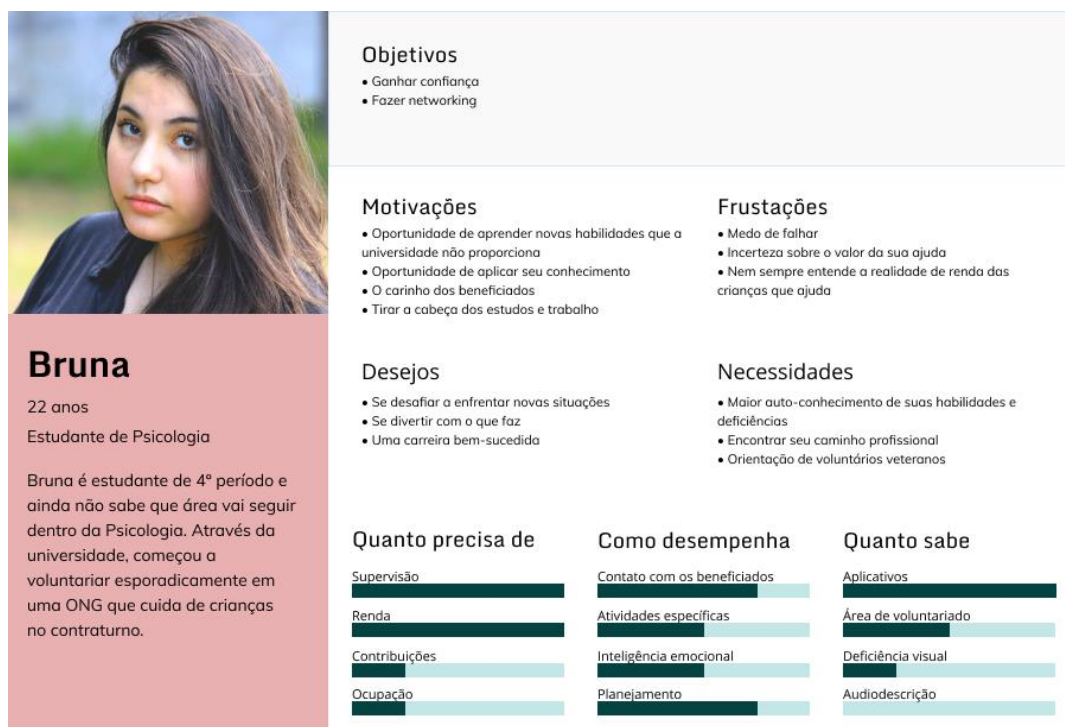 Objetivos
• Ganhar confiança
• Fazer networking
Motivações
• Oportunidade de aprender novas habilidades que a
universidade não proporciona
• Oportunidade de aplicar seu conhecimento
• O carinho dos beneficiados
• Tirar a cabeça dos estudos e trabalho
Frustações
• Medo de falhar
• Incerteza sobre o valor da sua ajuda
• Nem sempre entende a realidade de renda das
crianças que ajuda
Bruna
22 anos
Estudante de Psicologia
Bruna é estudante de 4º período e
ainda não sabe que área vai seguir
dentro da Psicologia. Através da
universidade, começou a
voluntariar esporadicamente em
uma ONG que cuida de crianças
no contraturno.
Desejos
• Se desafiar a enfrentar novas situações
• Se divertir com o que faz
• Uma carreira bem-sucedida
Necessidades
• Maior auto-conhecimento de suas habilidades e
deficiências
• Encontrar seu caminho profissional
• Orientação de voluntários veteranos
Quanto precisa de
Supervisão
Renda
Contribuições
Ocupação
Como desempenha
Contato com os beneficiados
Atividades específicas
Inteligência emocional
Planejamento
Quanto sabe
Aplicativos
Área de voluntariado
Deficiência visual
Audiodescrição